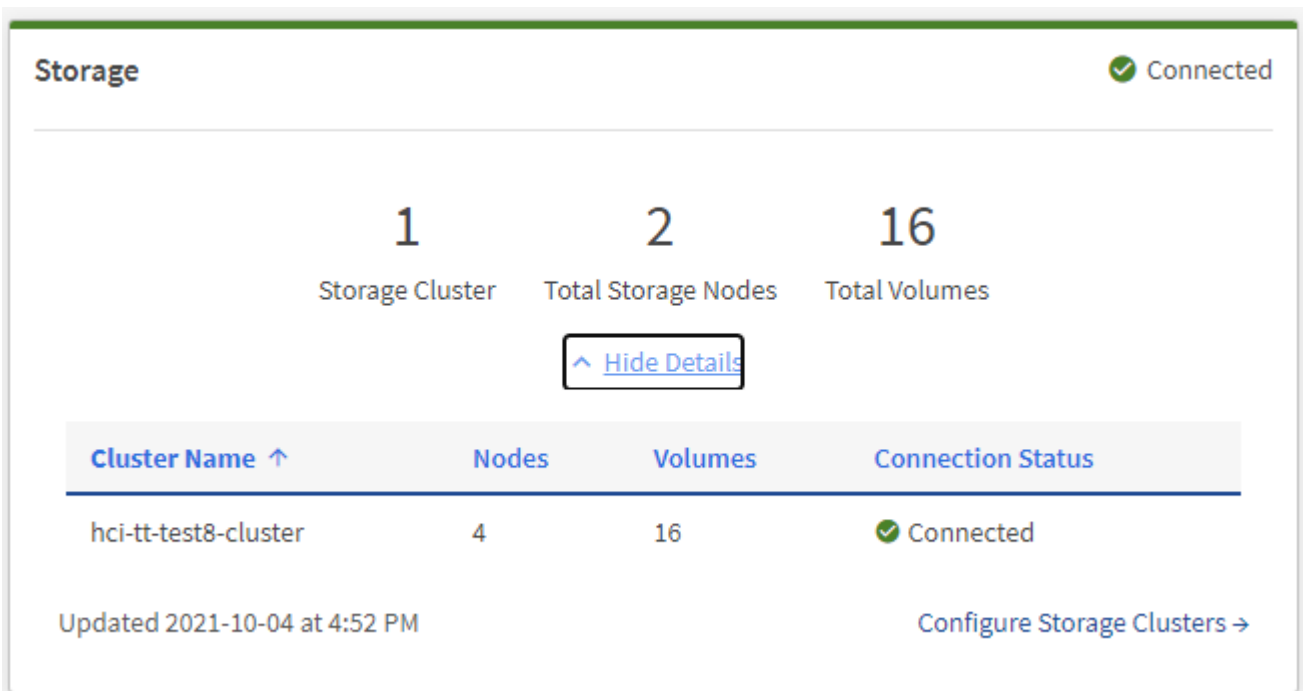 Storage
Connected
1 2 16
Storage Cluster Total Storage Nodes Total Volumes
Hide Details
Cluster Name ↑ Nodes Volumes Connection Status
hci-tt-test8-cluster 4 16 Connected
Updated 2021-10-04 at 4:52 PM
Configure Storage Clusters →